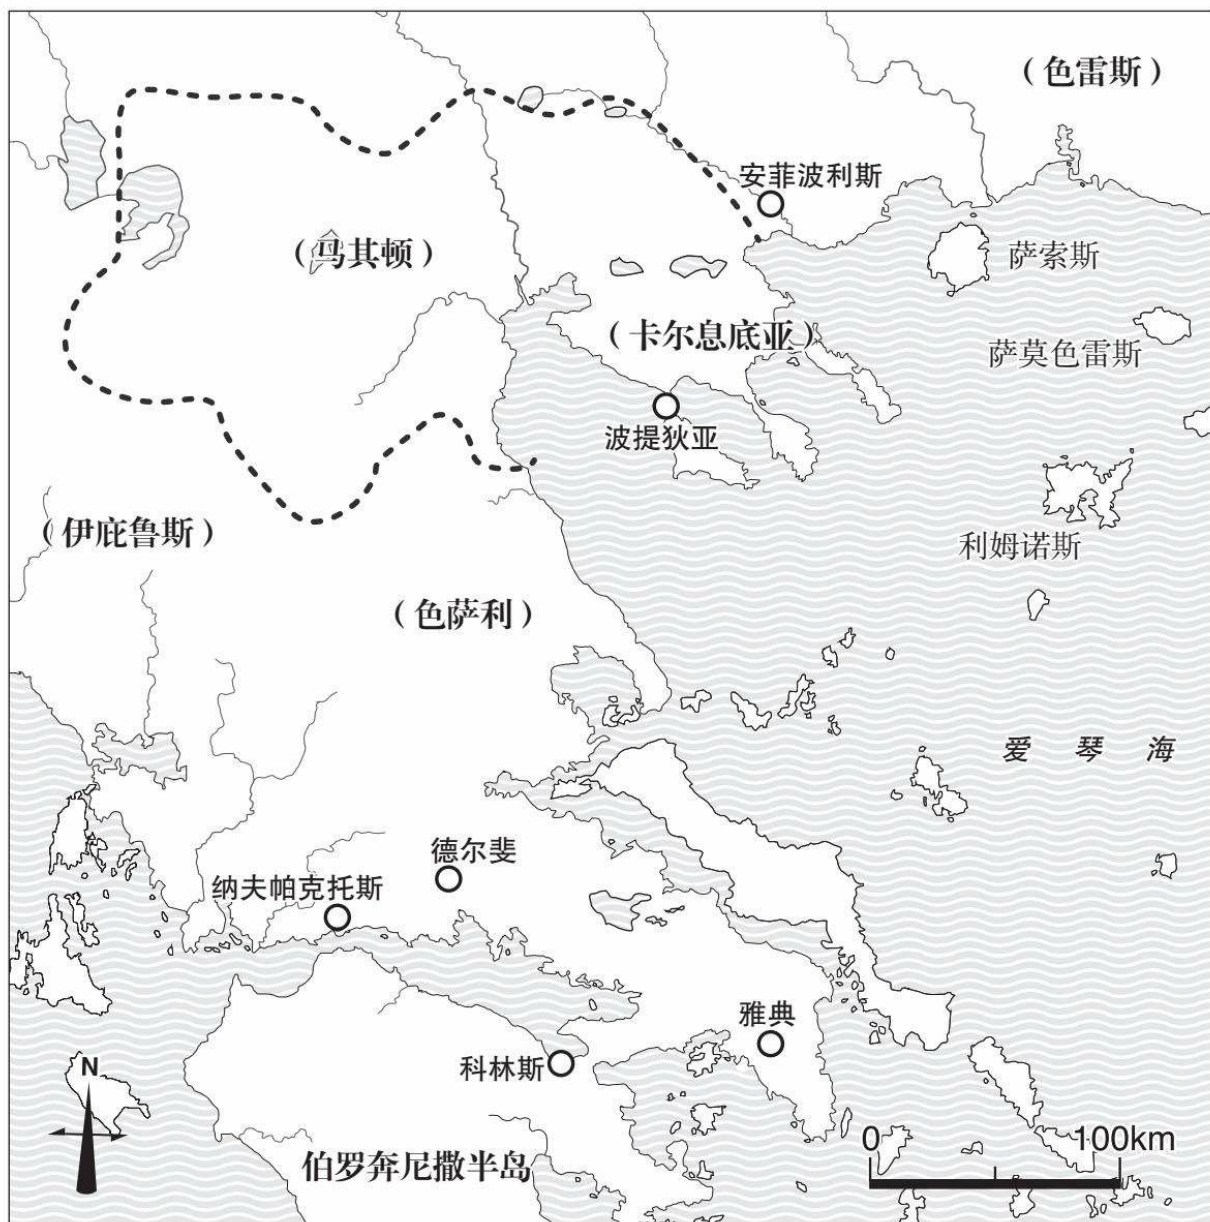 （色雷斯）
安菲波利斯
（马其顿）
萨索斯
（卡尔息底亚）
萨莫色雷斯
波提狄亚
（伊庇鲁斯）
利姆诺斯
（色萨利）
爱琴海
德尔斐
纳夫帕克托斯
雅典
科林斯
N
0 100km
伯罗奔尼撒半岛